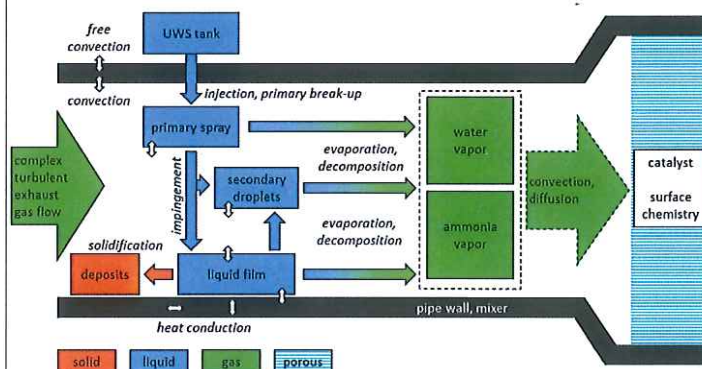 free
convection
UWS tank
convection
injection, primary break-up
primary spray
water
vapor
complex
turbulent
exhaust
gas flow
impingement
secondary
droplets
evaporation,
decomposition
convection,
diffusion
catalyst
surface
chemistry
evaporation,
decomposition
ammonia
vapor
solidification
deposits
liquid film
pipe wall, mixer
heat conduction
solid
liquid
gas
porous